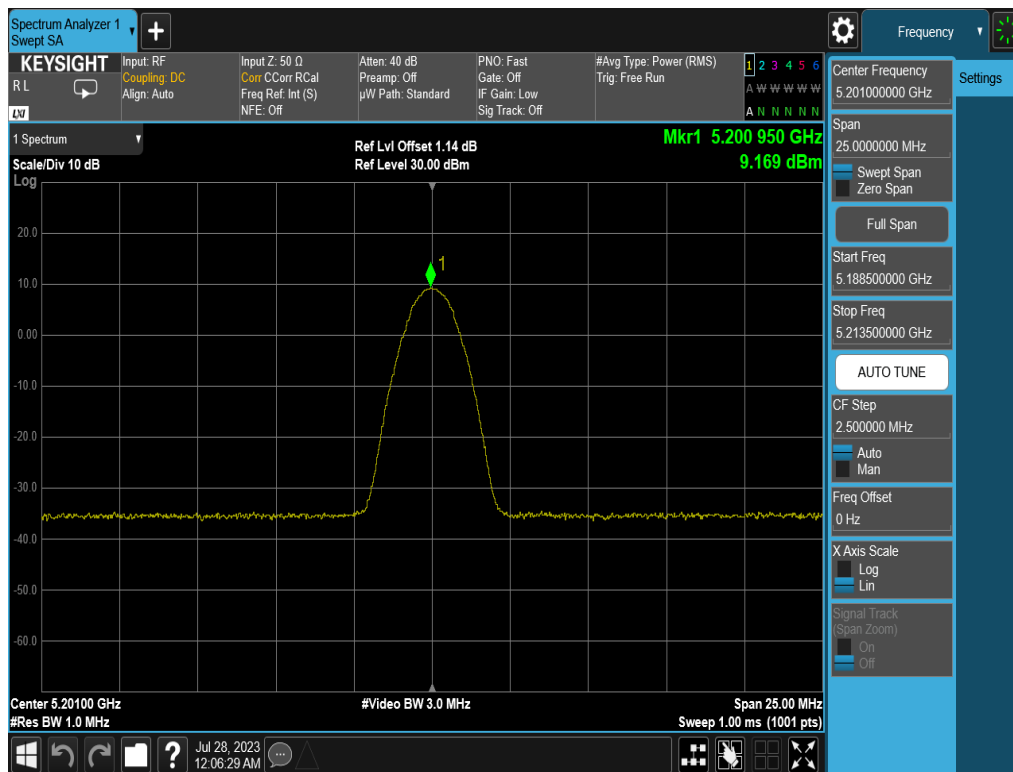 Spectrum Analyzer 1
Swept SA
Frequency
KEYSIGHT
R L
LXI
Input: RF
Coupling: DC
Align: Auto
Input Z: 50 Ω
Corr CCorr RCal
Freq Ref: Int (S)
NFE: Off
Atten: 40 dB
Preamp: Off
µW Path: Standard
PNO: Fast
Gate: Off
IF Gain: Low
Sig Track: Off
#Avg Type: Power (RMS)
Trig: Free Run
1 2 3 4 5 6
A W W W W W
A N N N N N
1 Spectrum
Scale/Div 10 dB
Log
Ref Lvl Offset 1.14 dB
Ref Level 30.00 dBm
Mkr1 5.200 950 GHz
9.169 dBm
1
20.0
10.0
0.00
-10.0
-20.0
-30.0
-40.0
-50.0
-60.0
Center 5.20100 GHz
#Res BW 1.0 MHz
#Video BW 3.0 MHz
Span 25.00 MHz
Sweep 1.00 ms (1001 pts)
Center Frequency
5.201000000 GHz
Settings
Span
25.0000000 MHz
Swept Span
Zero Span
Full Span
Start Freq
5.188500000 GHz
Stop Freq
5.213500000 GHz
AUTO TUNE
CF Step
2.500000 MHz
Auto
Man
Freq Offset
0 Hz
X Axis Scale
Log
Lin
Signal Track
(Span Zoom)
On
Off
?
Jul 28, 2023
12:06:29 AM